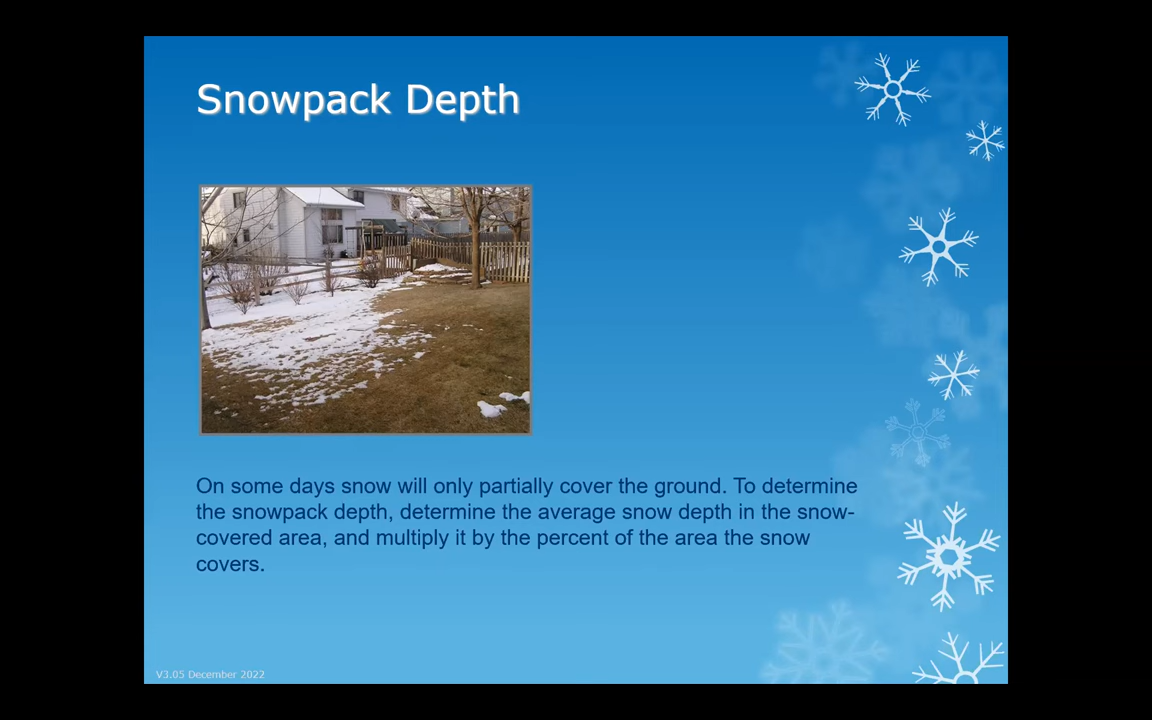 Snowpack Depth
On some days snow will only partially cover the ground. To determine
the snowpack depth, determine the average snow depth in the snow-
covered area, and multiply it by the percent of the area the snow
covers.
V3.05 December 2022